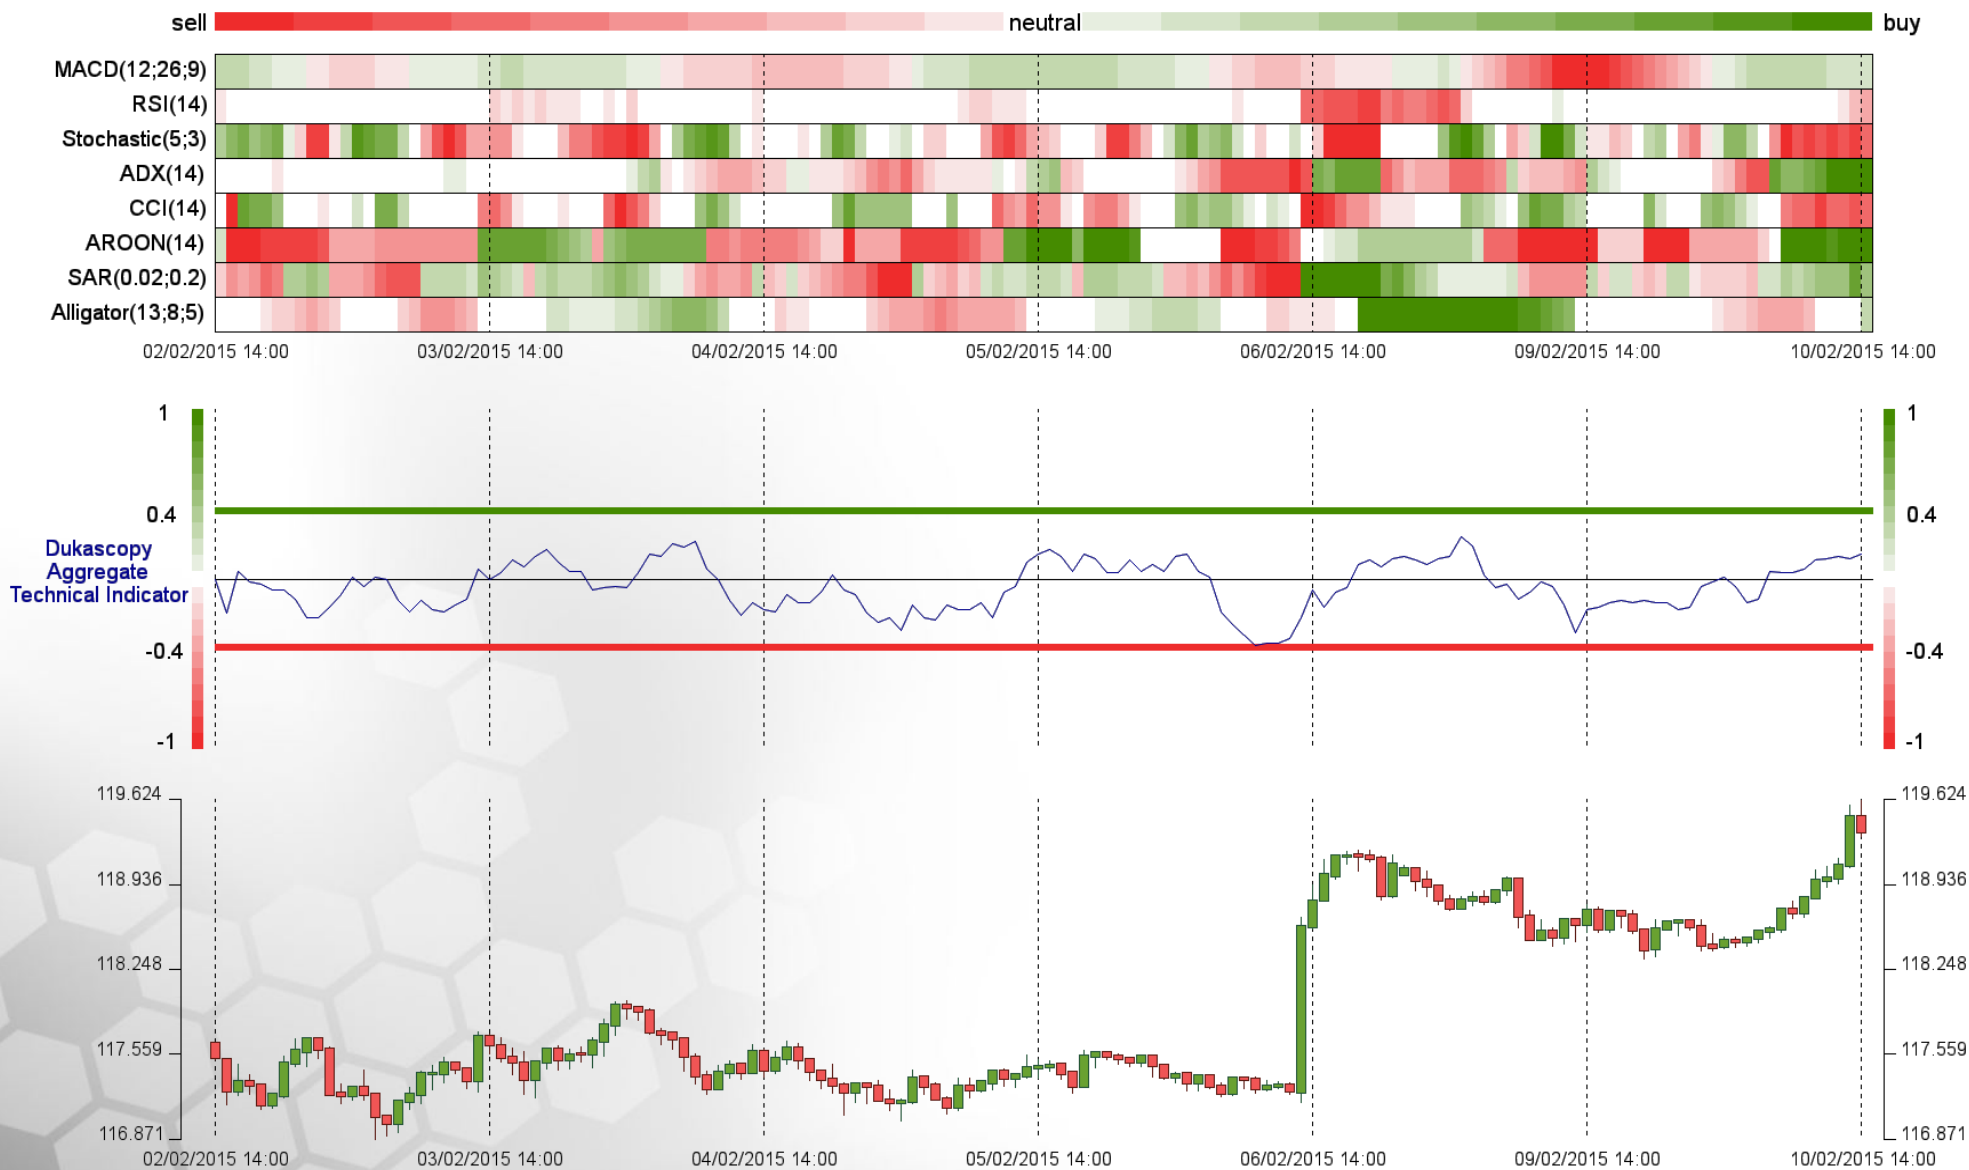 sell neutral buy
MACD(12;26;9)
RSI(14)
Stochastic(5;3)
ADX(14)
CCI(14)
AROON(14)
SAR(0.02;0.2)
Alligator(13;8;5)
02/02/2015 14:00 03/02/2015 14:00 04/02/2015 14:00 05/02/2015 14:00 06/02/2015 14:00 09/02/2015 14:00 10/02/2015 14:00
1 1
0.4 0.4
Dukascopy
Aggregate
Technical Indicator
-0.4 -0.4
-1 -1
119.624 119.624
118.936 118.936
118.248 118.248
117.559 117.559
116.871 116.871
02/02/2015 14:00 03/02/2015 14:00 04/02/2015 14:00 05/02/2015 14:00 06/02/2015 14:00 09/02/2015 14:00 10/02/2015 14:00